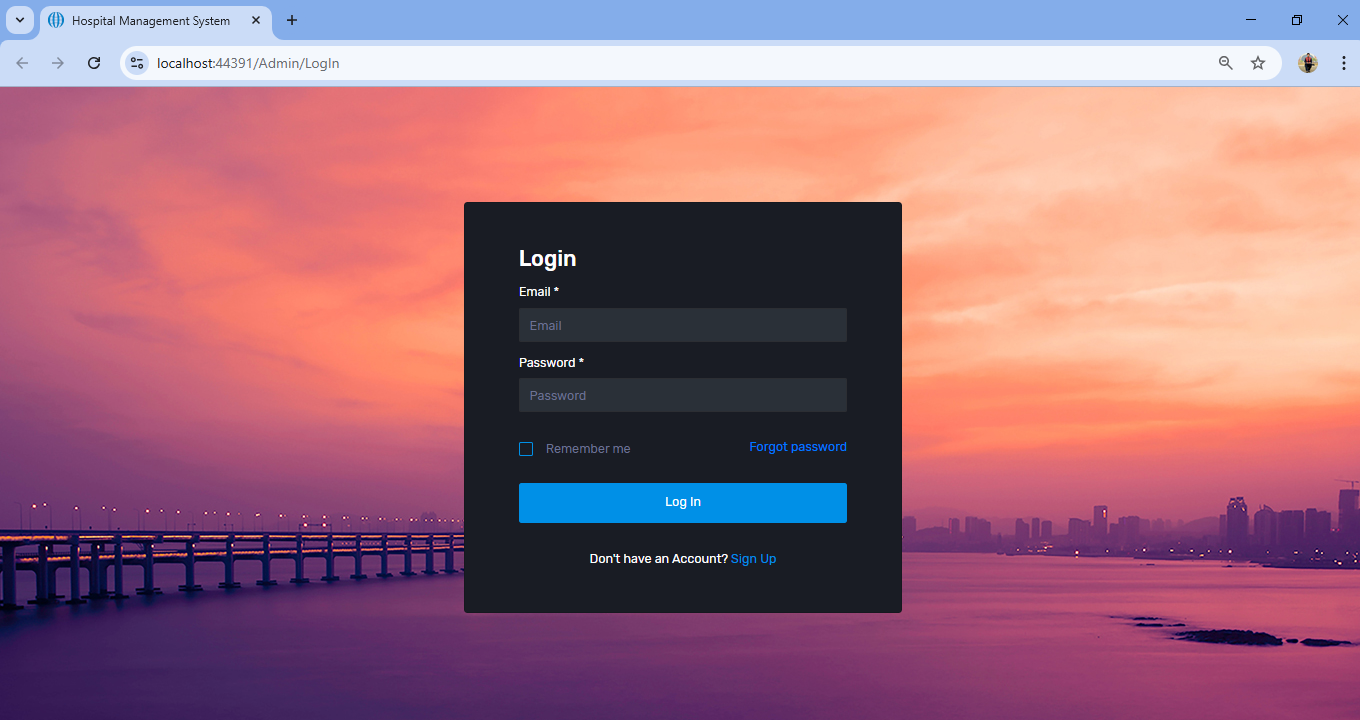 Hospital Management System
localhost:44391/Admin/LogIn
Login
Email *
Email
Password *
Password
Remember me Forgot password
Log In
Don't have an Account? Sign Up